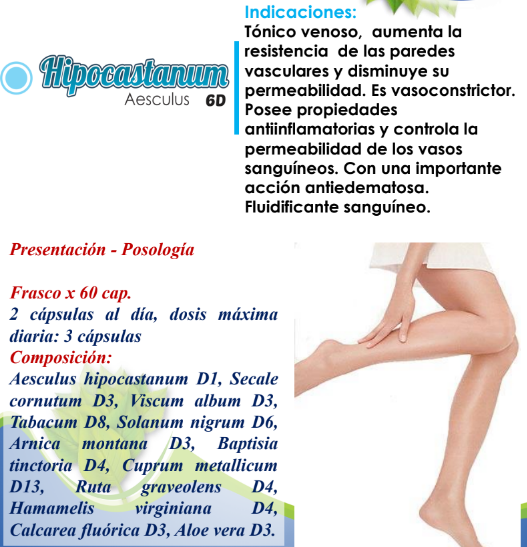 Indicaciones:
Tónico venoso, aumenta la
resistencia de las paredes
vasculares y disminuye su
permeabilidad. Es vasoconstrictor.
Posee propiedades
antiinflamatorias y controla la
permeabilidad de los vasos
sanguíneos. Con una importante
acción antiedematosa.
Fluidificante sanguíneo.
Hipocastanum
Aesculus 6D
Presentación - Posología
Frasco x 60 cap.
2 cápsulas al día, dosis máxima
diaria: 3 cápsulas
Composición:
Aesculus hipocastanum D1, Secale
cornutum D3, Viscum album D3,
Tabacum D8, Solanum nigrum D6,
Arnica montana D3, Baptisia
tinctoria D4, Cuprum metallicum
D13, Ruta graveolens D4,
Hamamelis virginiana D4,
Calcarea fluórica D3, Aloe vera D3.